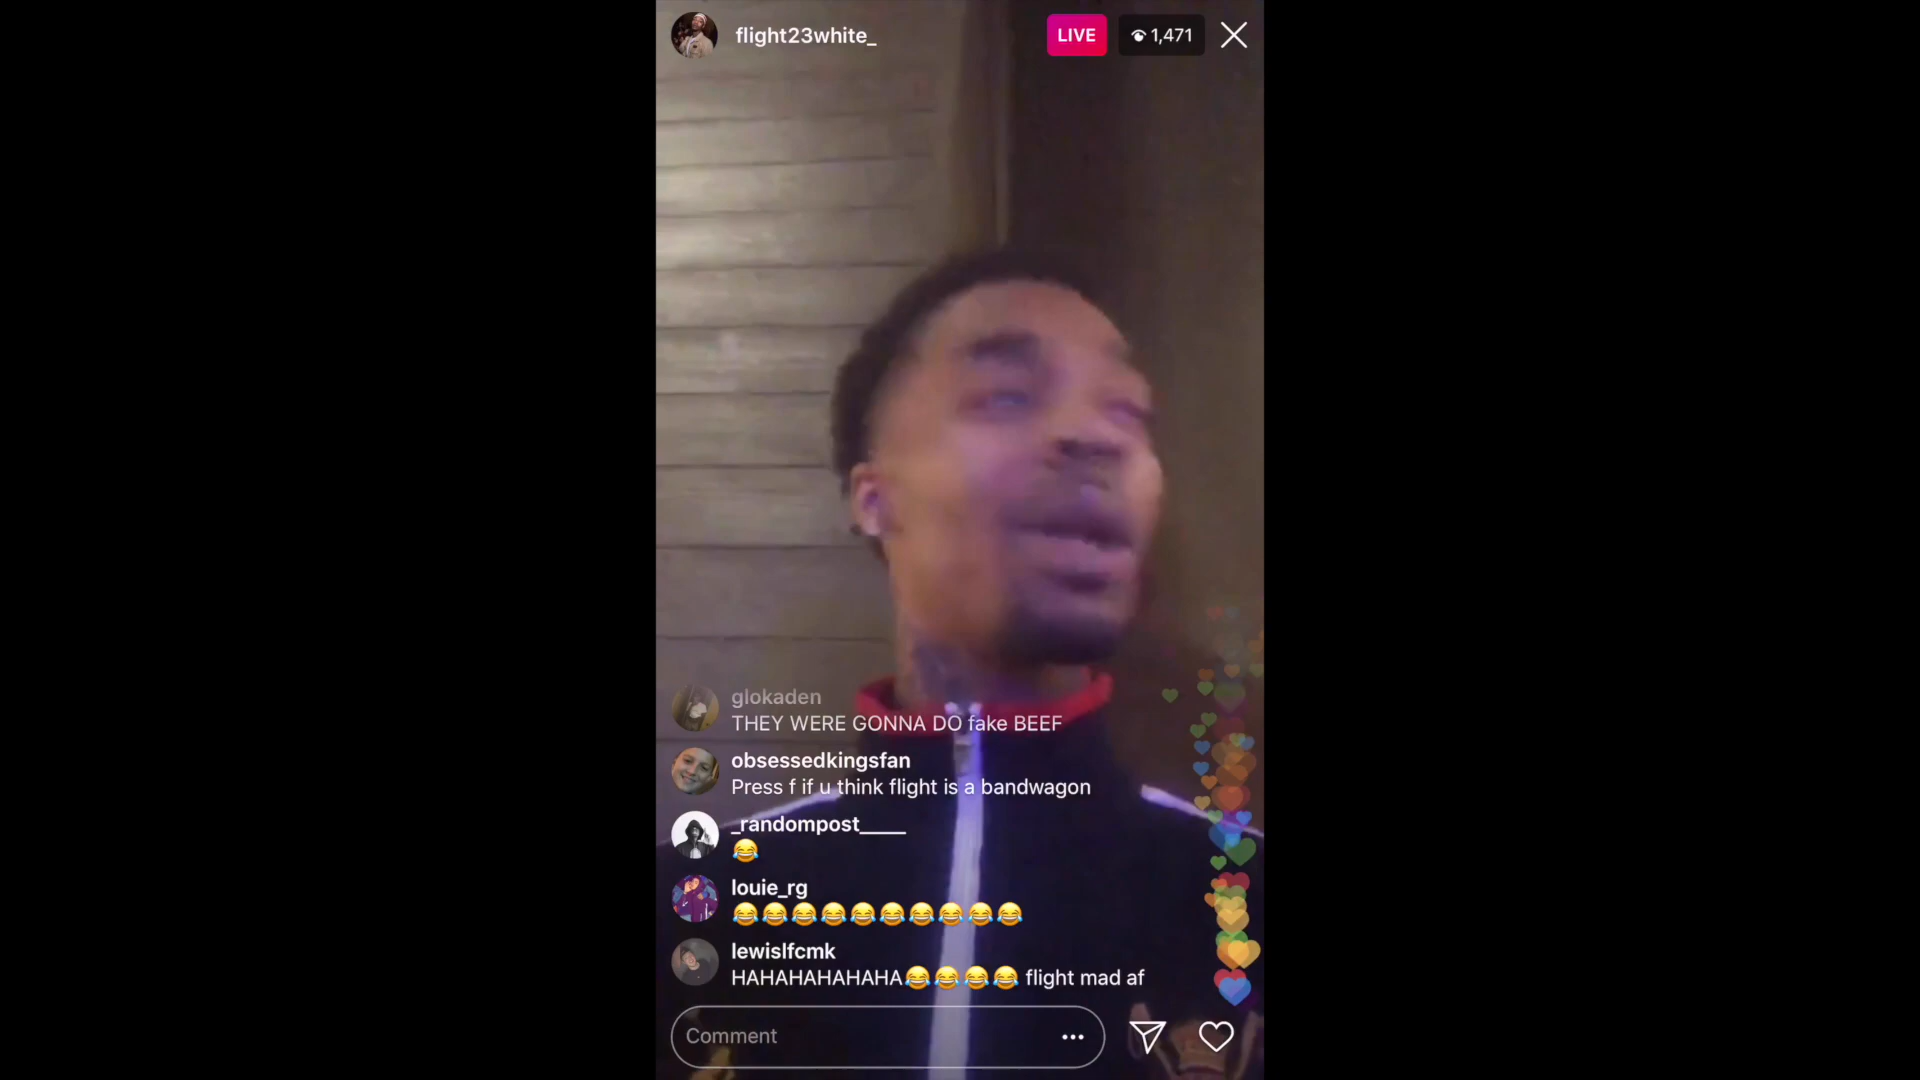 flight23white_
LIVE
1,471
glokaden
THEY WERE GONNA DO fake BEEF
obsessedkingsfan
Press f if u think flight is a bandwagon
_randompost_____
😂
louie_rg
😂😂😂😂😂😂😂😂😂😂
lewislfcmk
HAHAHAHAHAHA😂😂😂😂 flight mad af
Comment